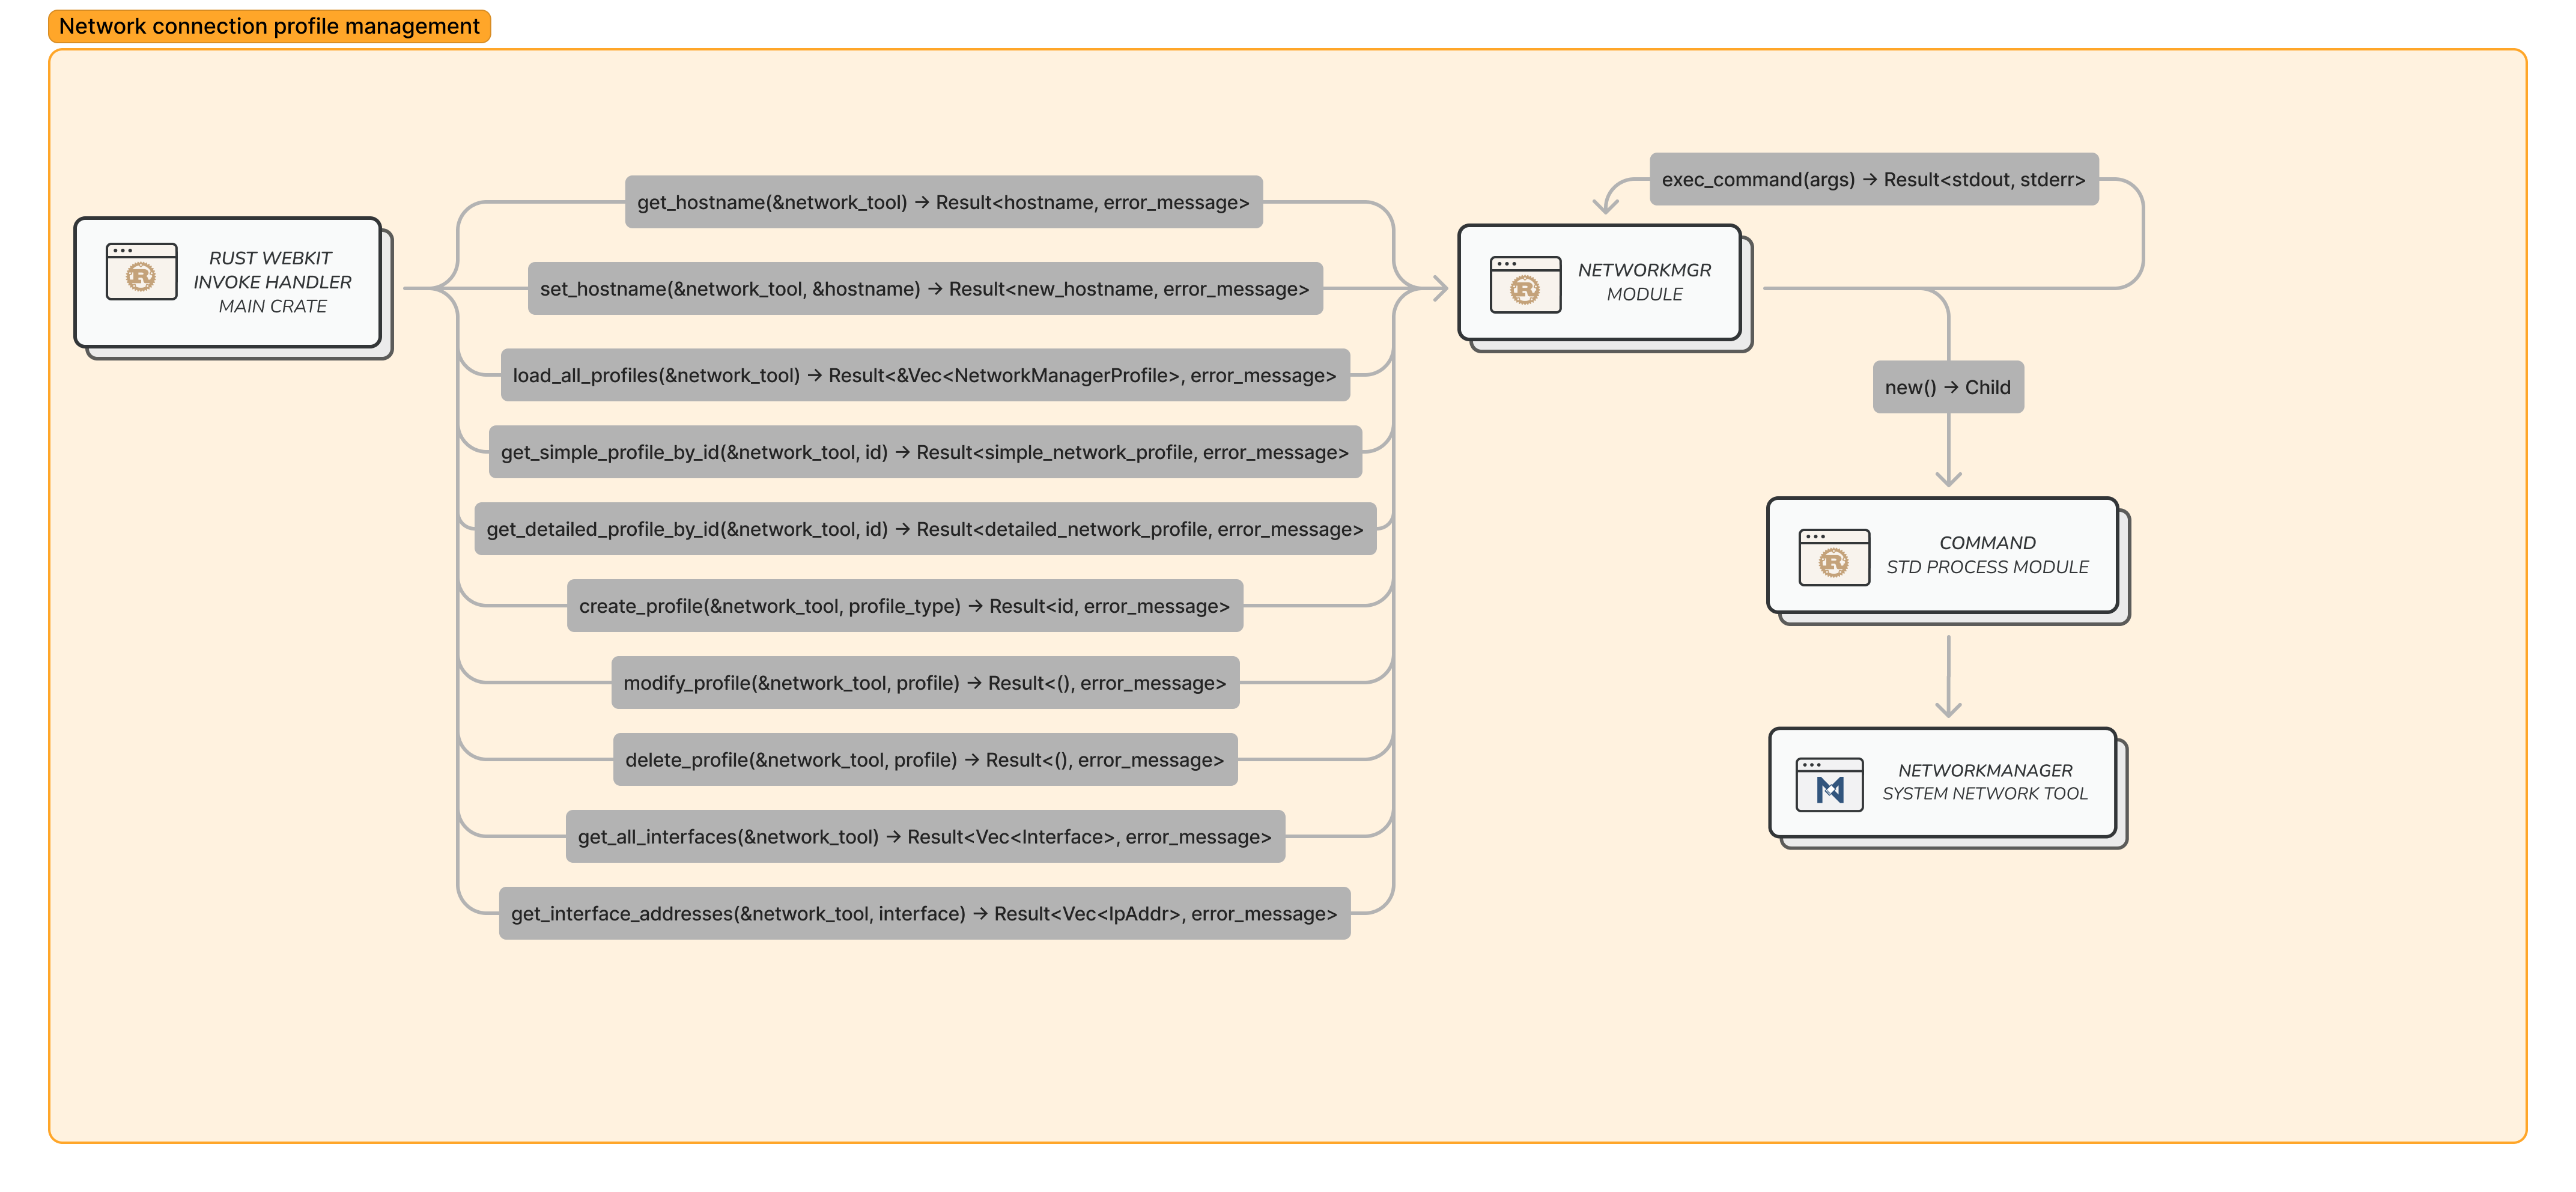 Network connection profile management
RUST WEBKIT
INVOKE HANDLER
MAIN CRATE
get_hostname(&network_tool) → Result<hostname, error_message>
set_hostname(&network_tool, &hostname) → Result<new_hostname, error_message>
load_all_profiles(&network_tool) → Result<&Vec<NetworkManagerProfile>, error_message>
get_simple_profile_by_id(&network_tool, id) → Result<simple_network_profile, error_message>
get_detailed_profile_by_id(&network_tool, id) → Result<detailed_network_profile, error_message>
create_profile(&network_tool, profile_type) → Result<id, error_message>
modify_profile(&network_tool, profile) → Result<(), error_message>
delete_profile(&network_tool, profile) → Result<(), error_message>
get_all_interfaces(&network_tool) → Result<Vec<Interface>, error_message>
get_interface_addresses(&network_tool, interface) → Result<Vec<IpAddr>, error_message>
NETWORKMGR
MODULE
exec_command(args) → Result<stdout, stderr>
new() → Child
COMMAND
STD PROCESS MODULE
NETWORKMANAGER
SYSTEM NETWORK TOOL